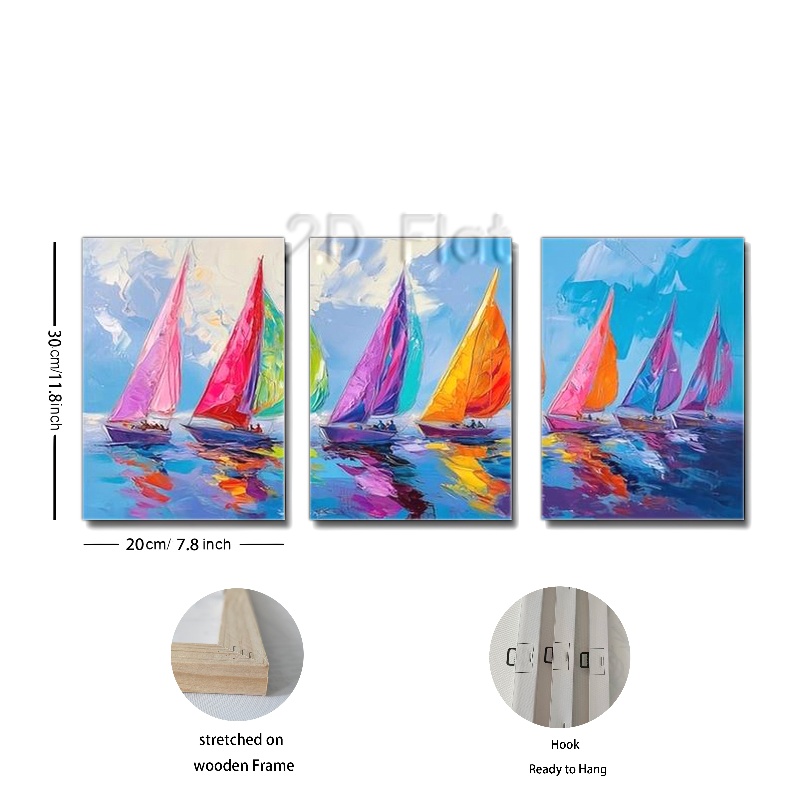 2D Flat
30cm/11.8inch
20cm/ 7.8 inch
stretched on
wooden Frame
Hook
Ready to Hang